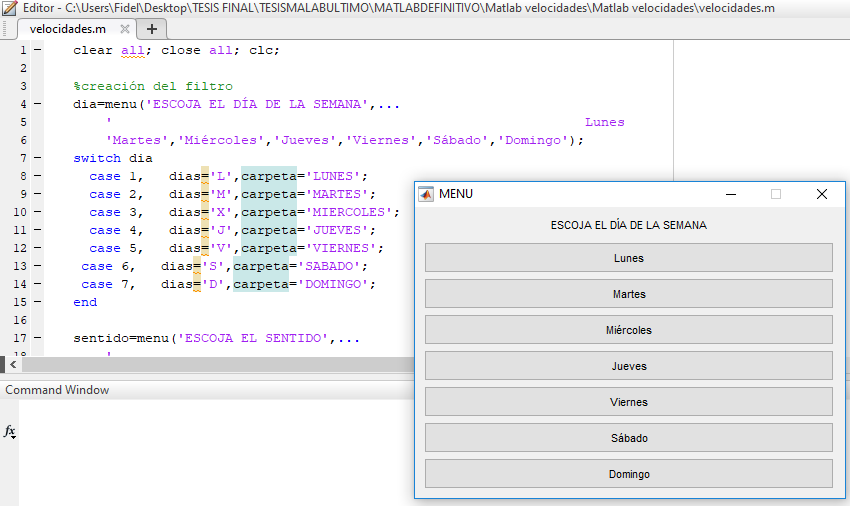 Editor - C:\Users\Fidel\Desktop\TESIS FINAL\TESISMALABULTIMO\MATLABDEFINITIVO\Matlab velocidades\Matlab velocidades\velocidades.m
velocidades.m
1 clear all; close all; clc;
2
3 %creación del filtro
4 dia=menu('ESCOJA EL DÍA DE LA SEMANA',...
5 ' Lunes
6 'Martes','Miércoles','Jueves','Viernes','Sábado','Domingo');
7 switch dia
8 case 1, dias='L',carpeta='LUNES';
9 case 2, dias='M',carpeta='MARTES';
10 case 3, dias='X',carpeta='MIERCOLES';
11 case 4, dias='J',carpeta='JUEVES';
12 case 5, dias='V',carpeta='VIERNES';
13 case 6, dias='S',carpeta='SABADO';
14 case 7, dias='D',carpeta='DOMINGO';
15 end
16
17 sentido=menu('ESCOJA EL SENTIDO',...
18 '
Command Window
fx
MENU
ESCOJA EL DÍA DE LA SEMANA
Lunes
Martes
Miércoles
Jueves
Viernes
Sábado
Domingo